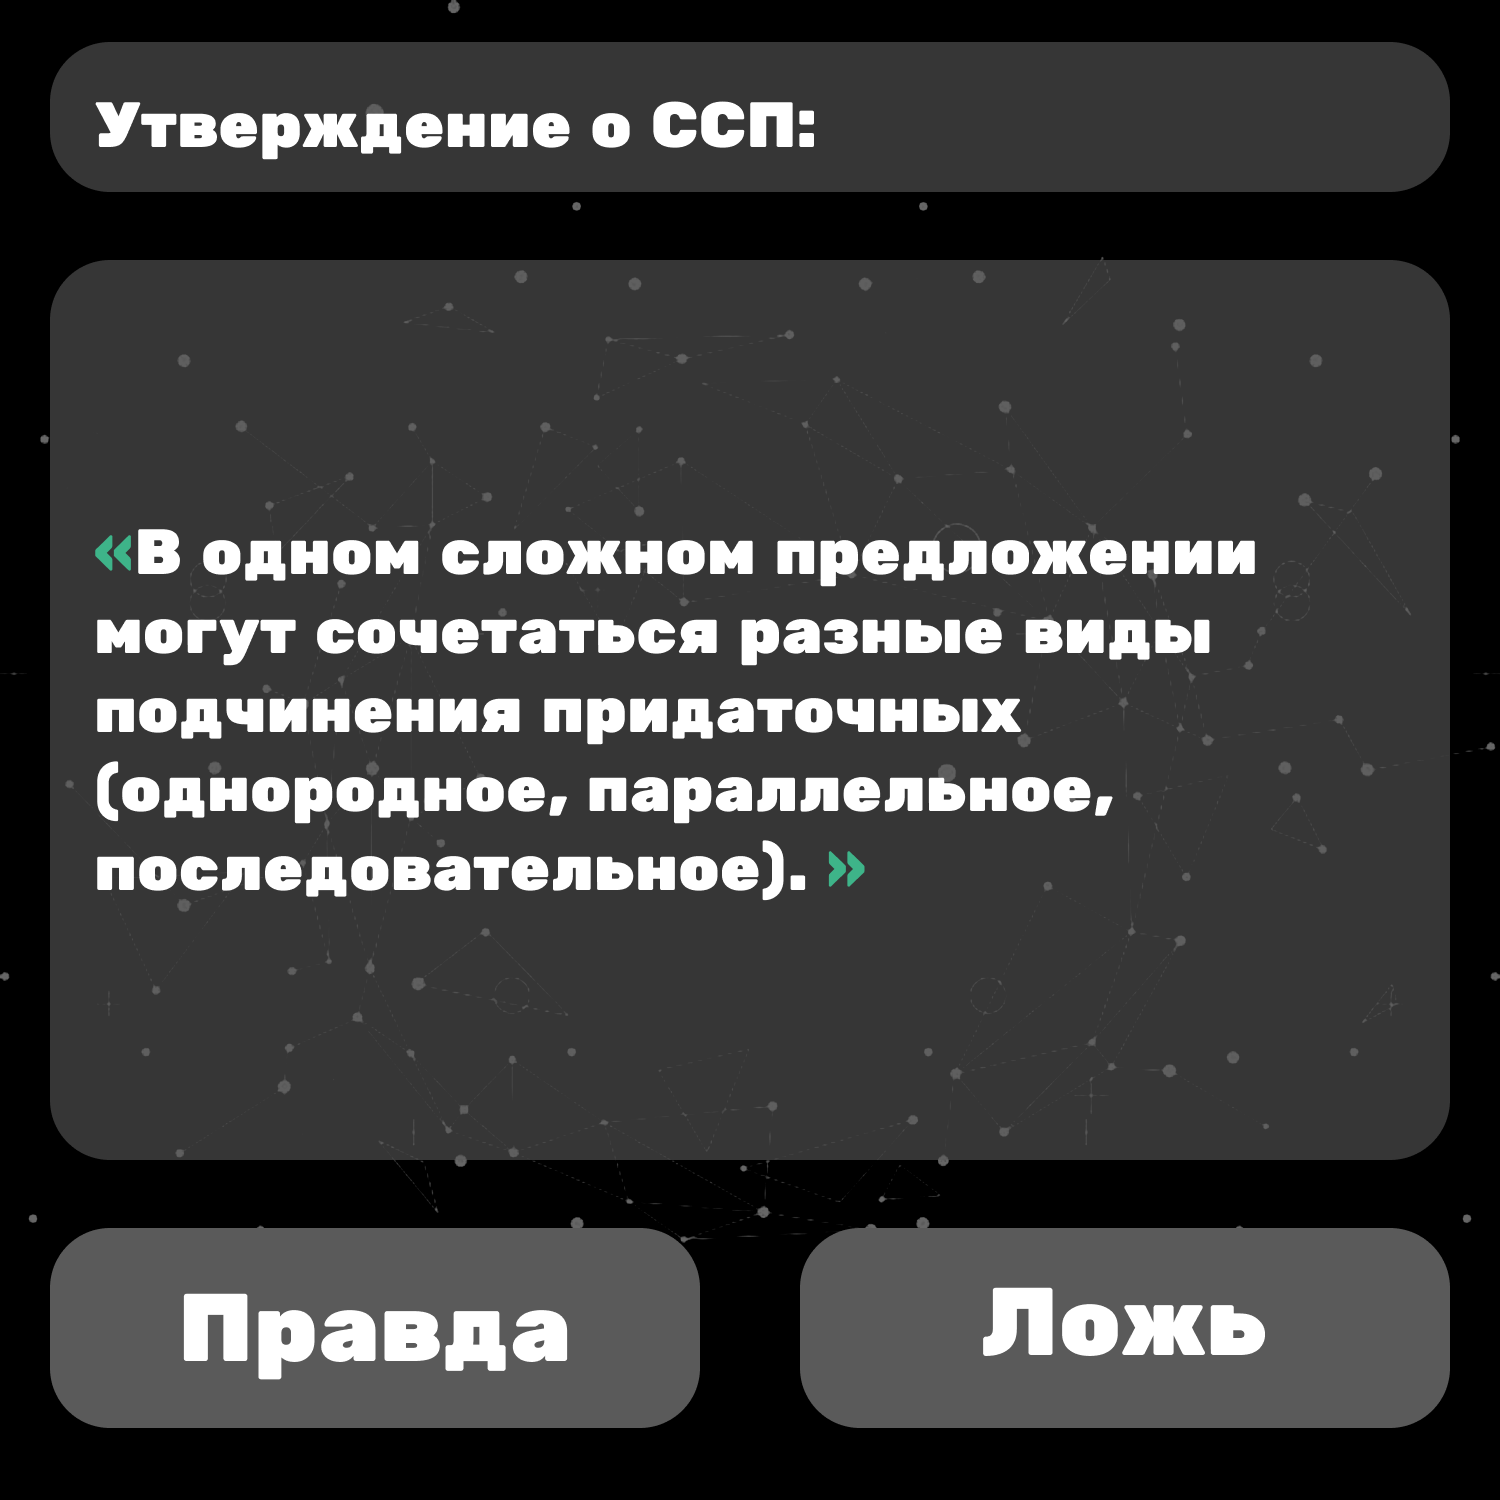 Утверждение о ССП:
«В одном сложном предложении
могут сочетаться разные виды
подчинения придаточных
(однородное, параллельное,
последовательное). »
Правда
Ложь